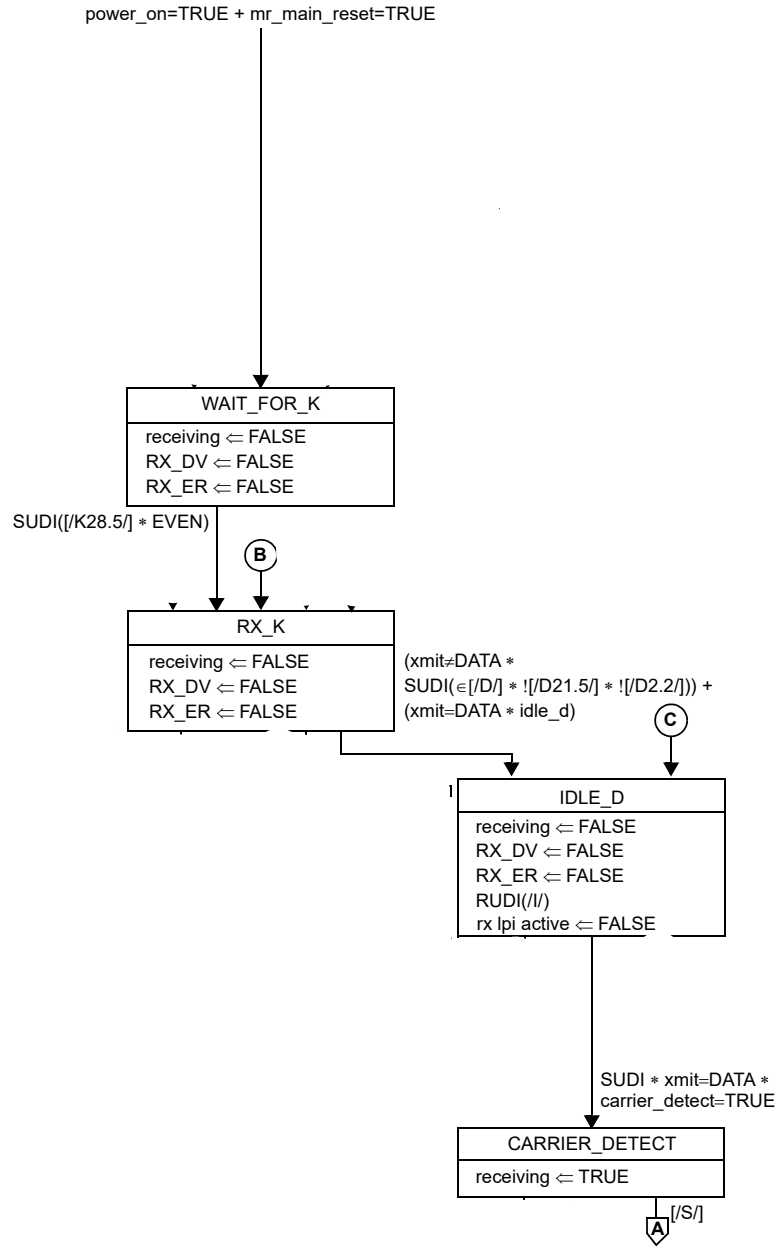 power_on=TRUE + mr_main_reset=TRUE
WAIT_FOR_K
receiving ⇐ FALSE
RX_DV ⇐ FALSE
RX_ER ⇐ FALSE
SUDI([/K28.5/] ∗ EVEN)
B
RX_K
receiving ⇐ FALSE
RX_DV ⇐ FALSE
RX_ER ⇐ FALSE
(xmit≠DATA ∗
SUDI(∈[/D/] ∗ ![/D21.5/] ∗ ![/D2.2/])) +
(xmit=DATA ∗ idle_d)
C
IDLE_D
receiving ⇐ FALSE
RX_DV ⇐ FALSE
RX_ER ⇐ FALSE
RUDI(/I/)
rx lpi active ⇐ FALSE
SUDI ∗ xmit=DATA ∗
carrier_detect=TRUE
CARRIER_DETECT
receiving ⇐ TRUE
[/S/]
A